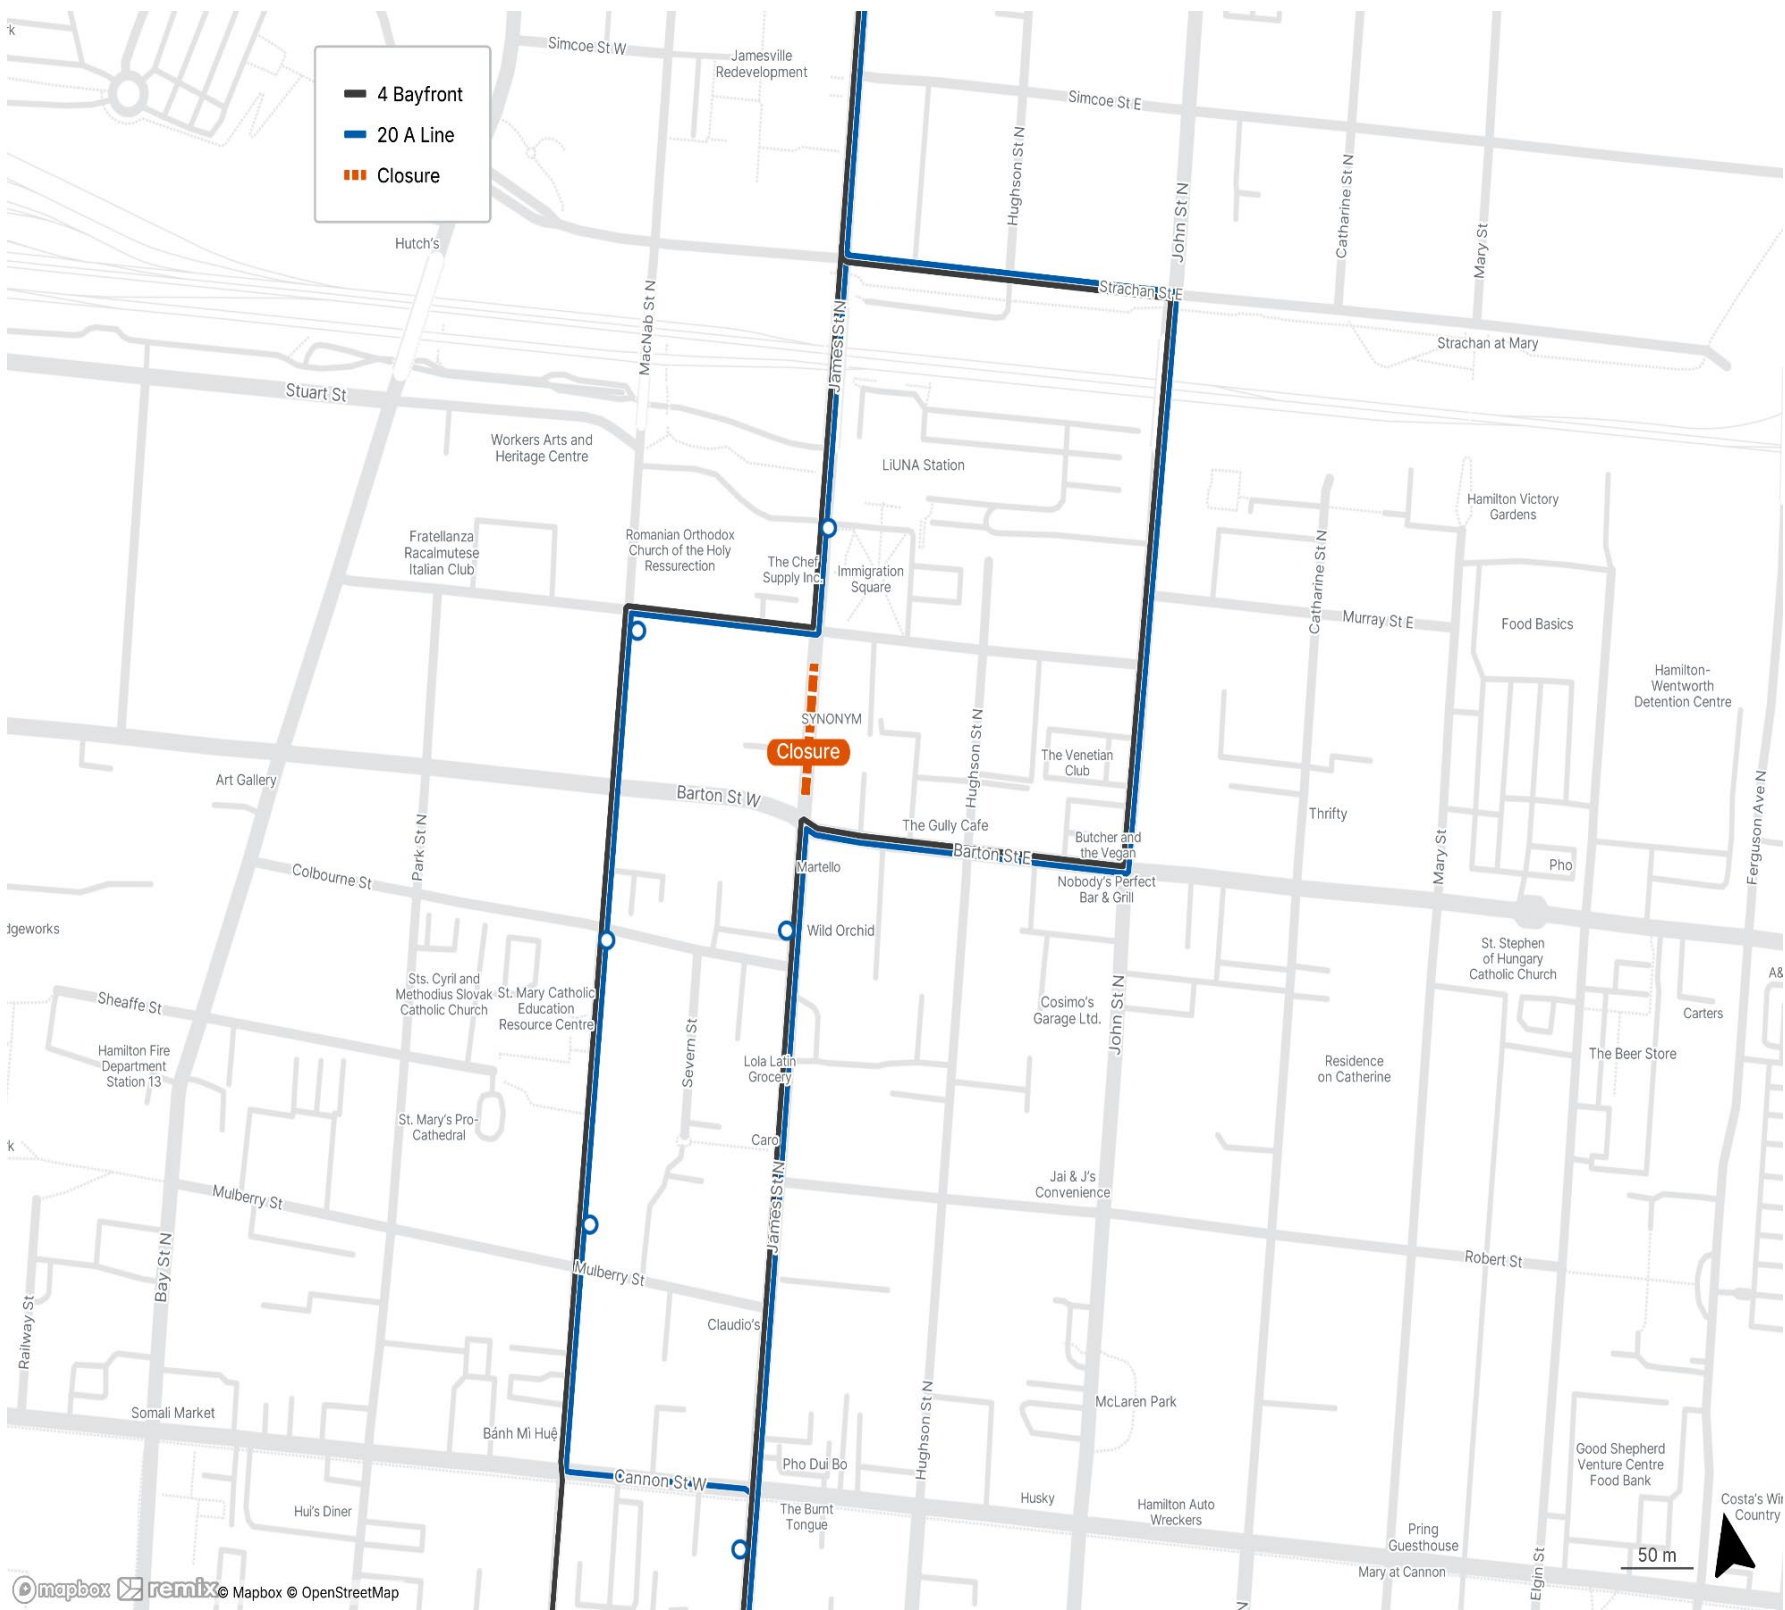 rk
Simcoe St W
Jamesville
Redevelopment
4 Bayfront
20 A Line
Closure
Simcoe St E
Hughson St N
John St N
Catharine St N
Mary St
Hutch's
MacNab St N
James St N
Strachan St E
Strachan at Mary
Stuart St
Workers Arts and
Heritage Centre
LiUNA Station
Hamilton Victory
Gardens
Fratellanza
Racalmutese
Italian Club
Romanian Orthodox
Church of the Holy
Ressurection
The Chef
Supply Inc.
Immigration
Square
Catharine St N
Murray St E
Food Basics
Hamilton-
Wentworth
Detention Centre
SYNONYM
Closure
Hughson St N
The Venetian
Club
Art Gallery
Barton St W
The Gully Cafe
Barton St E
Butcher and
the Vegan
Thrifty
Park St N
Mary St
Pho
Ferguson Ave N
Colbourne St
Martello
Nobody's Perfect
Bar & Grill
dgeworks
Wild Orchid
St. Stephen
of Hungary
Catholic Church
A&
Sheaffe St
Sts. Cyril and
Methodius Slovak
Catholic Church
St. Mary Catholic
Education
Resource Centre
Cosimo's
Garage Ltd.
John St N
Carters
Hamilton Fire
Department
Station 13
Severn St
Lola Latin
Grocery
Residence
on Catherine
The Beer Store
St. Mary's Pro-
Cathedral
Caro
rk
Mulberry St
James St N
Jai & J's
Convenience
Bay St N
Mulberry St
Robert St
Railway St
Claudio's
Somali Market
Bánh Mì Huệ
Hughson St N
McLaren Park
Pho Dui Bo
Cannon St W
Good Shepherd
Venture Centre
Food Bank
Hui's Diner
The Burnt
Tongue
Husky
Hamilton Auto
Wreckers
Costa's Wi
Country
Pring
Guesthouse
Mary at Cannon
Elgin St
50 m
N
mapbox remix © Mapbox © OpenStreetMap